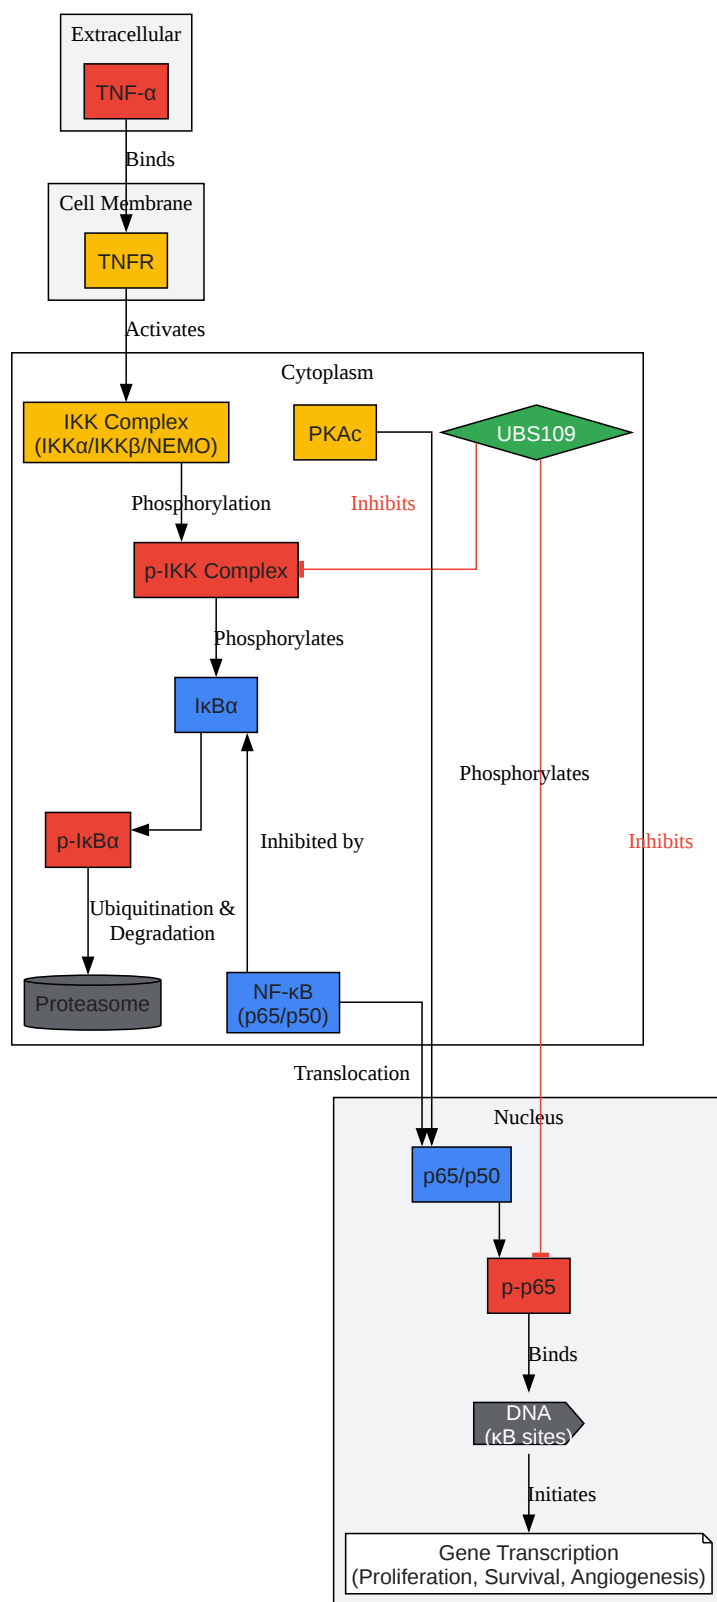 Extracellular
TNF-α
Binds
Cell Membrane
TNFR
Activates
Cytoplasm
IKK Complex
(IKKα/IKKβ/NEMO)
PKAc
UBS109
Phosphorylation
Inhibits
p-IKK Complex
Phosphorylates
IκBα
Phosphorylates
p-IκBα
Inhibited by
Inhibits
Ubiquitination &
Degradation
Proteasome
NF-κB
(p65/p50)
Translocation
Nucleus
p65/p50
p-p65
Binds
DNA
(κB sites)
Initiates
Gene Transcription
(Proliferation, Survival, Angiogenesis)